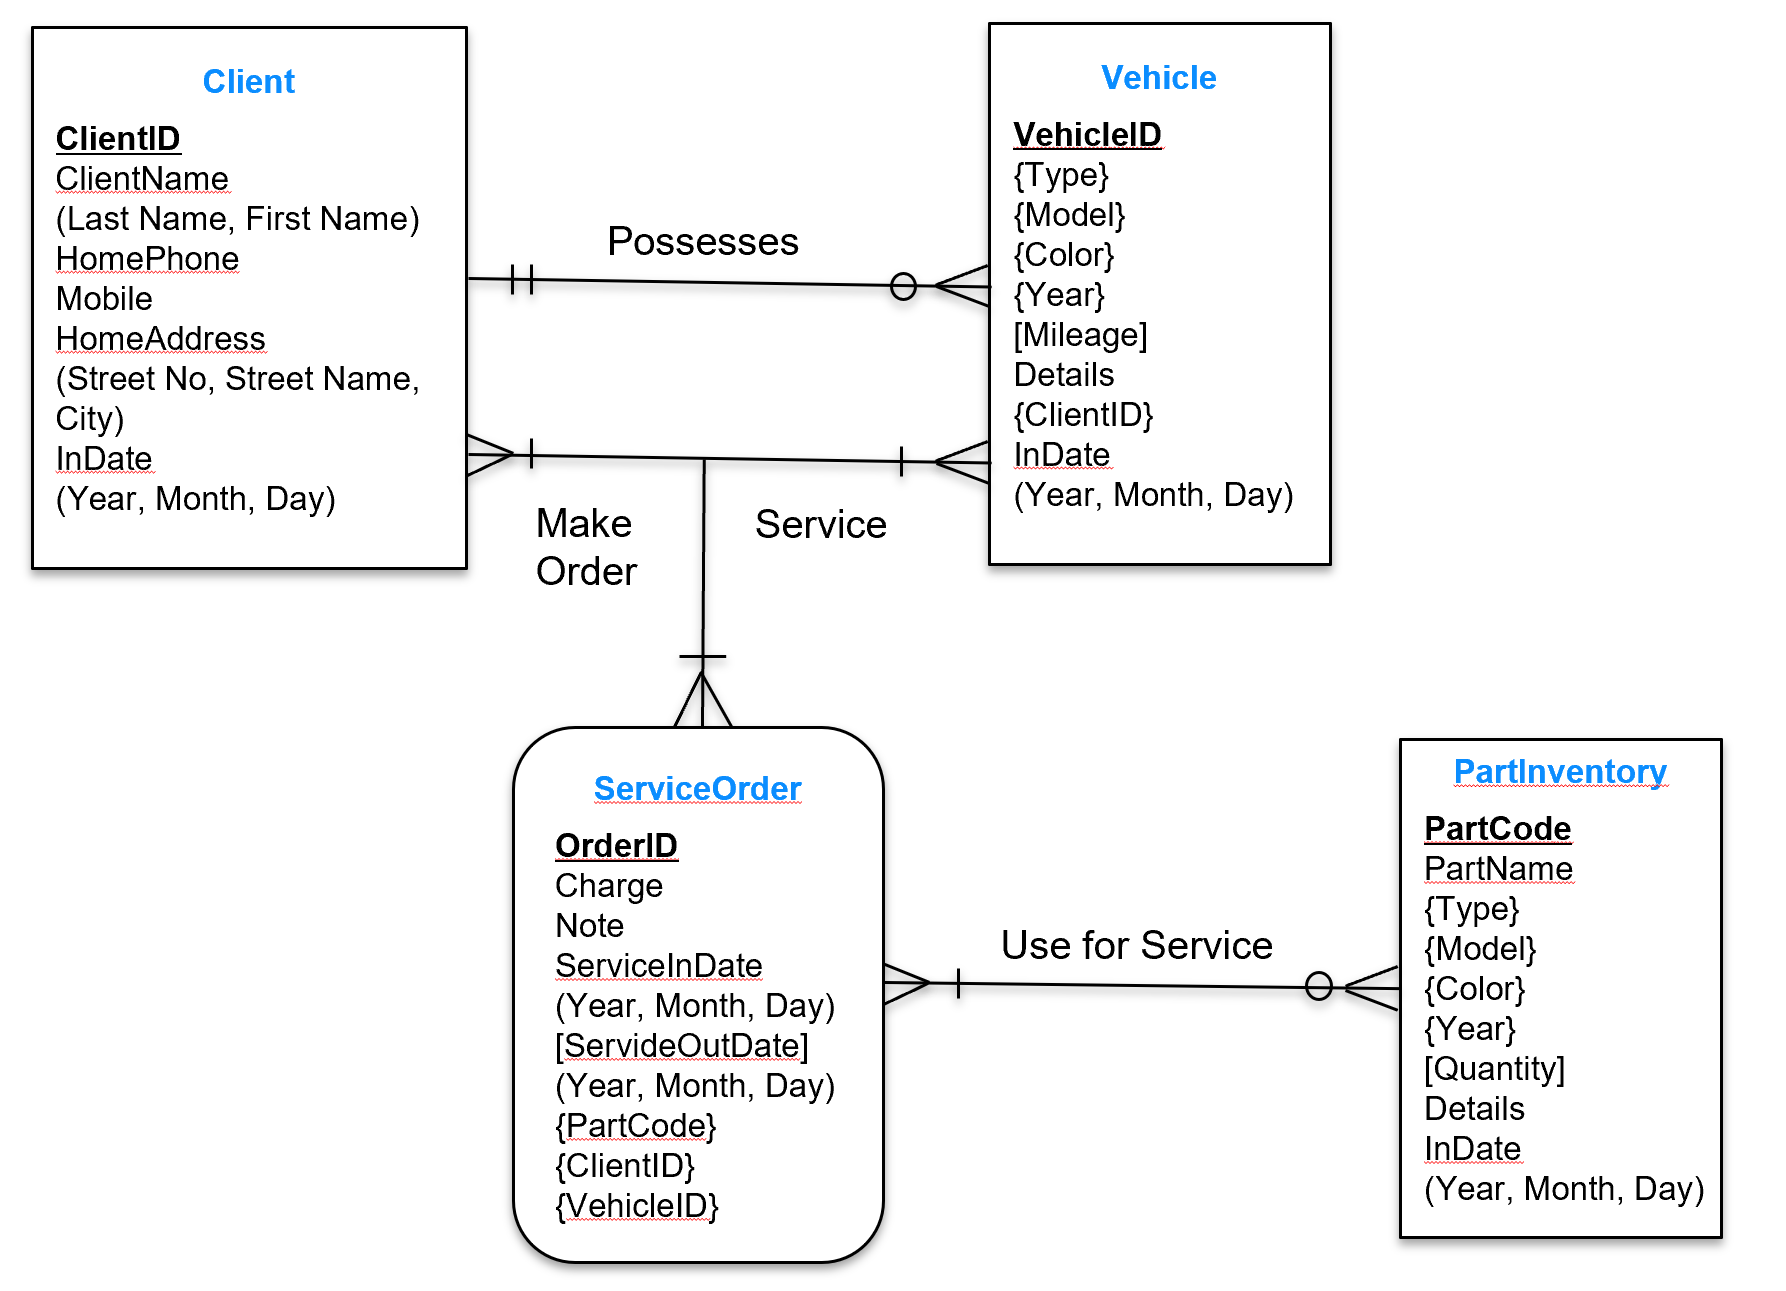 Client
ClientID
ClientName
(Last Name, First Name)
HomePhone
Mobile
HomeAddress
(Street No, Street Name,
City)
InDate
(Year, Month, Day)
Possesses
Make
Order
Service
Vehicle
VehicleID
{Type}
{Model}
{Color}
{Year}
[Mileage]
Details
{ClientID}
InDate
(Year, Month, Day)
ServiceOrder
OrderID
Charge
Note
ServiceInDate
(Year, Month, Day)
[ServideOutDate]
(Year, Month, Day)
{PartCode}
{ClientID}
{VehicleID}
Use for Service
PartInventory
PartCode
PartName
{Type}
{Model}
{Color}
{Year}
[Quantity]
Details
InDate
(Year, Month, Day)